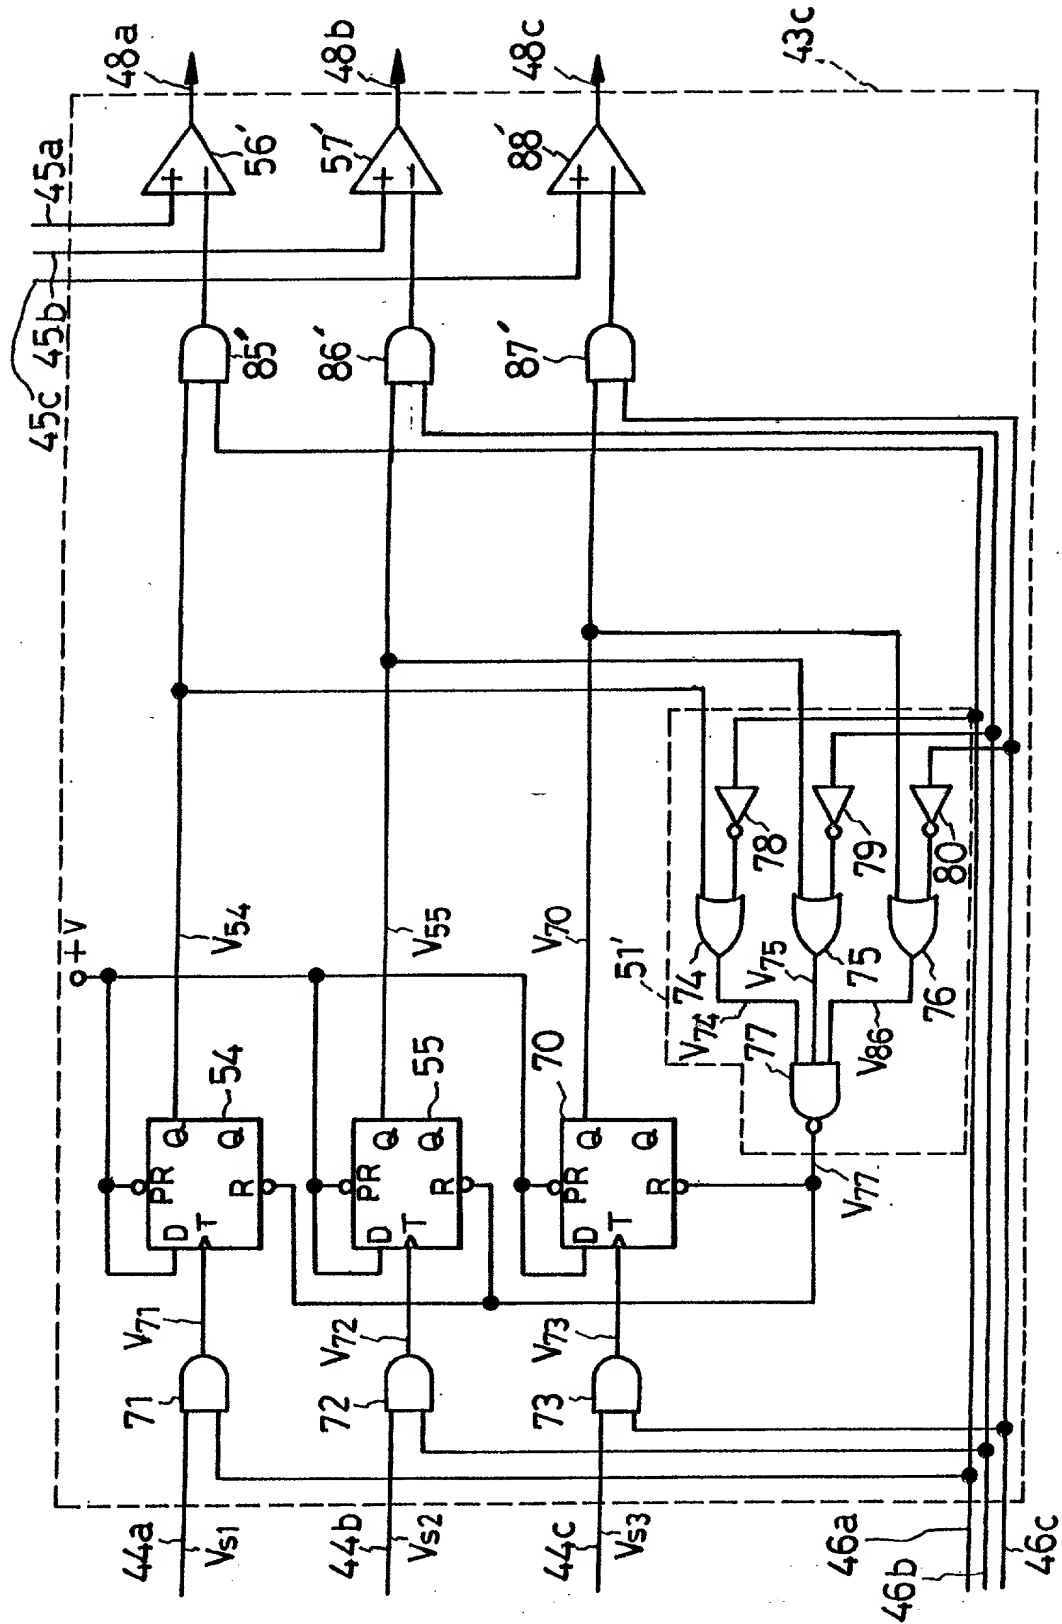 44a
Vs1
44b
Vs2
44c
Vs3
46a
46b
46c
71
V71
72
V72
73
V73
D
PR
Q
T
R
Q
54
D
PR
Q
T
R
Q
55
D
PR
Q
T
R
Q
70
+V
V54
V55
V70
V77
77
V74
V75
V86
51'
74
75
76
78
79
80
85'
86'
87'
45a
45b
45c
+
−
56'
+
−
57'
+
−
88'
48a
48b
48c
43c